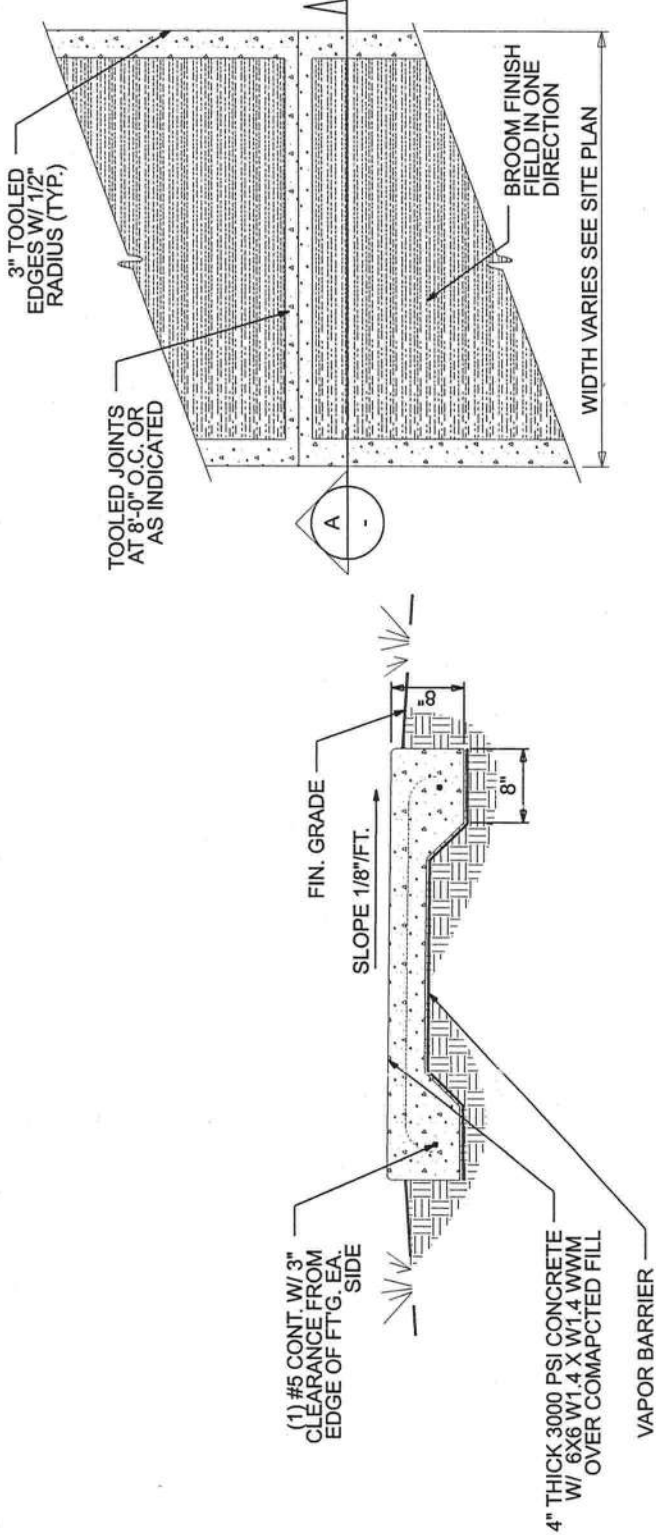 3" TOOLED
EDGES W/ 1/2"
RADIUS (TYP.)
TOOLED JOINTS
AT 8'-0" O.C. OR
AS INDICATED
A
-
BROOM FINISH
FIELD IN ONE
DIRECTION
WIDTH VARIES SEE SITE PLAN
(1) #5 CONT. W/ 3"
CLEARANCE FROM
EDGE OF FT'G. EA.
SIDE
FIN. GRADE
SLOPE 1/8"/FT.
8"
8"
4" THICK 3000 PSI CONCRETE
W/ 6X6 W1.4 X W1.4 WWM
OVER COMAPCTED FILL
VAPOR BARRIER